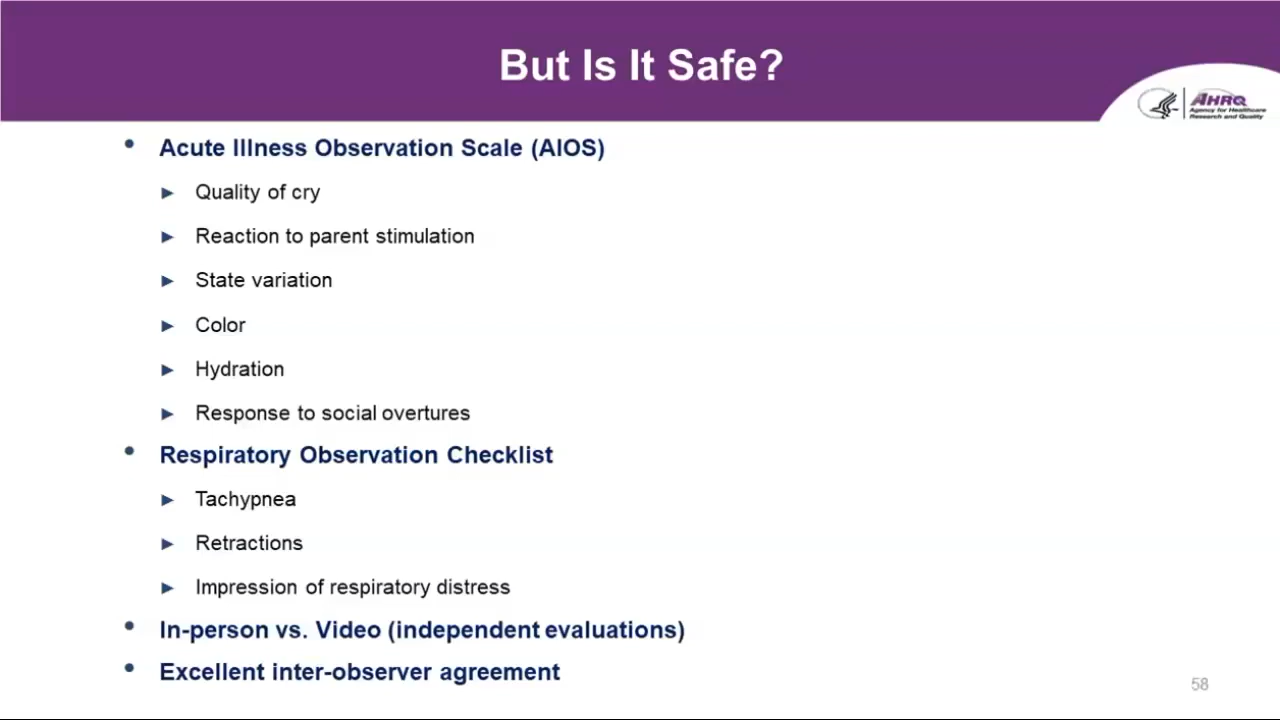 But Is It Safe?
AHRQ
Agency for Healthcare
Research and Quality
• Acute Illness Observation Scale (AIOS)
► Quality of cry
► Reaction to parent stimulation
► State variation
► Color
► Hydration
► Response to social overtures
• Respiratory Observation Checklist
► Tachypnea
► Retractions
► Impression of respiratory distress
• In-person vs. Video (independent evaluations)
• Excellent inter-observer agreement
58